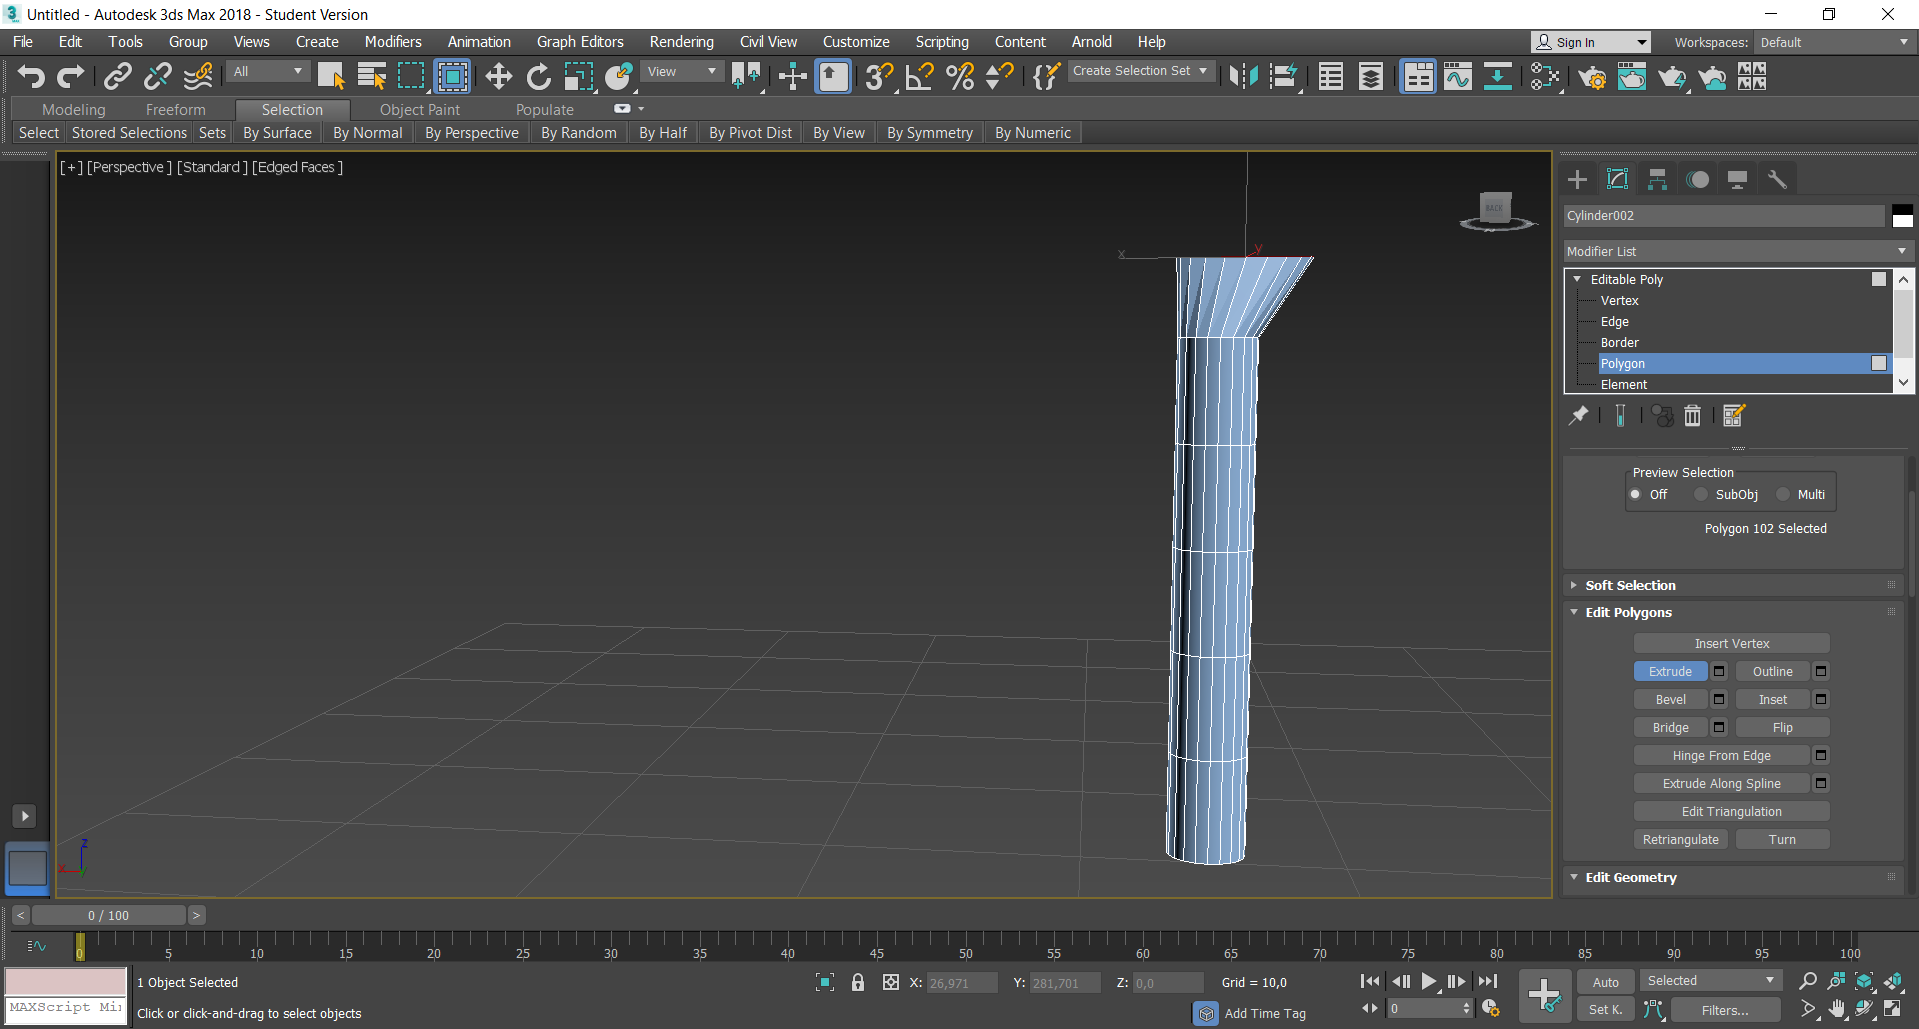 Untitled - Autodesk 3ds Max 2018 - Student Version
File Edit Tools Group Views Create Modifiers Animation Graph Editors Rendering Civil View Customize Scripting Content Arnold Help Sign In Workspaces: Default
All View Create Selection Set
Modeling Freeform Selection Object Paint Populate
Select Stored Selections Sets By Surface By Normal By Perspective By Random By Half By Pivot Dist By View By Symmetry By Numeric
[+] [Perspective ] [Standard ] [Edged Faces ]
BACK
x y
Cylinder002
Modifier List
Editable Poly
Vertex
Edge
Border
Polygon
Element
Preview Selection
Off SubObj Multi
Polygon 102 Selected
Soft Selection
Edit Polygons
Insert Vertex
Extrude Outline
Bevel Inset
Bridge Flip
Hinge From Edge
Extrude Along Spline
Edit Triangulation
Retriangulate Turn
Edit Geometry
z
x y
< 0 / 100 >
0 5 10 15 20 25 30 35 40 45 50 55 60 65 70 75 80 85 90 95 100
1 Object Selected X: 26,971 Y: 281,701 Z: 0,0 Grid = 10,0 Auto Selected
MAXScript Mi
Click or click-and-drag to select objects Add Time Tag 0 Set K. Filters...